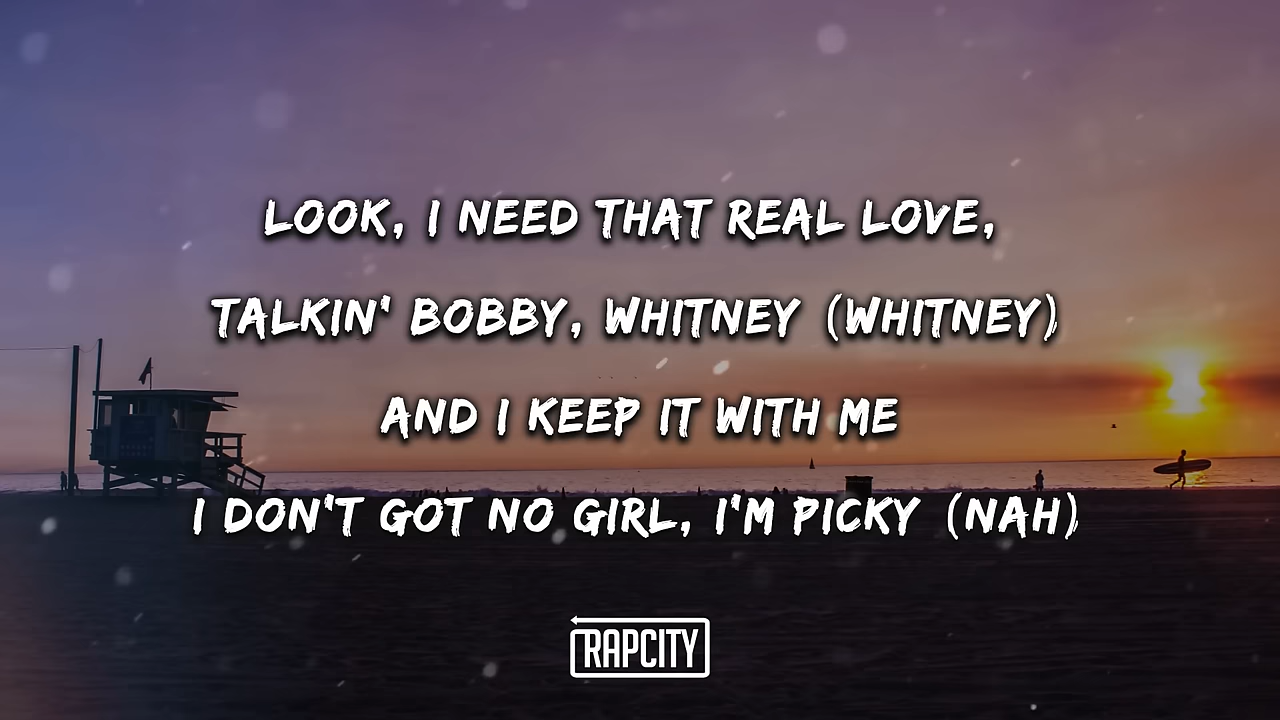 LOOK, I NEED THAT REAL LOVE,
TALKIN' BOBBY, WHITNEY (WHITNEY)
AND I KEEP IT WITH ME
I DON'T GOT NO GIRL, I'M PICKY (NAH)
RAPCITY